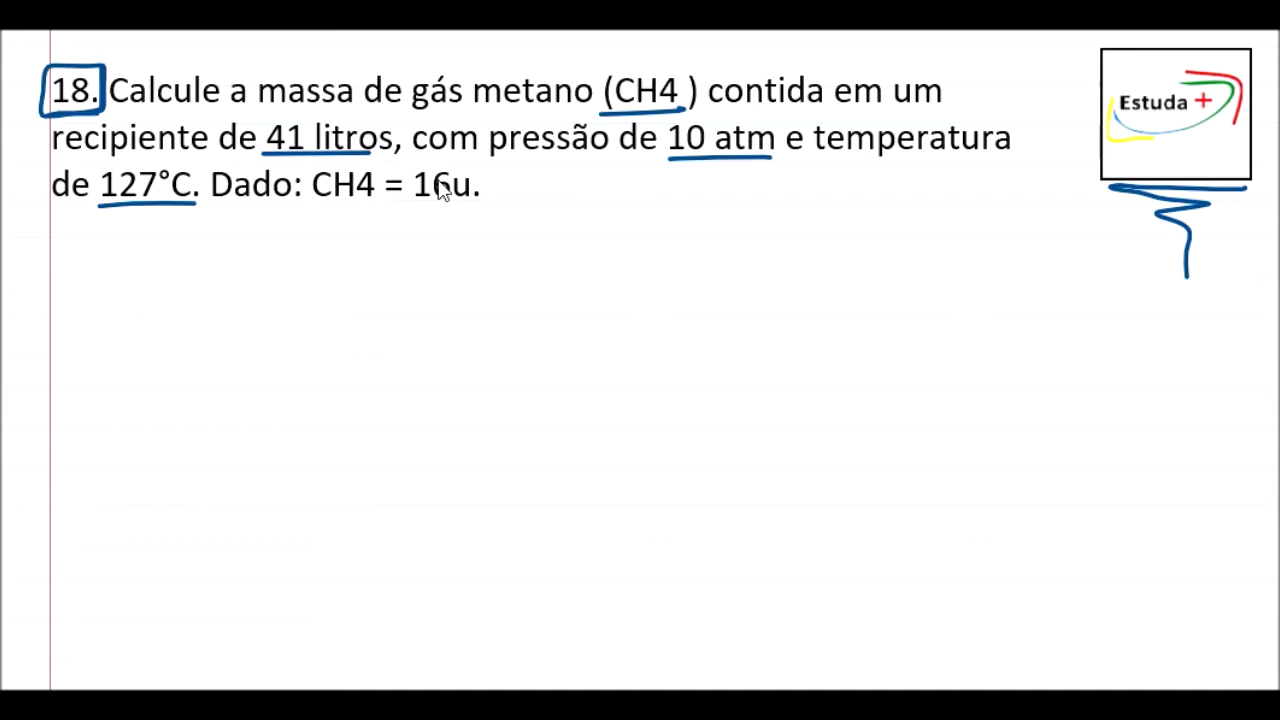 18. Calcule a massa de gás metano (CH4 ) contida em um
recipiente de 41 litros, com pressão de 10 atm e temperatura
de 127°C. Dado: CH4 = 16u.
Estuda +